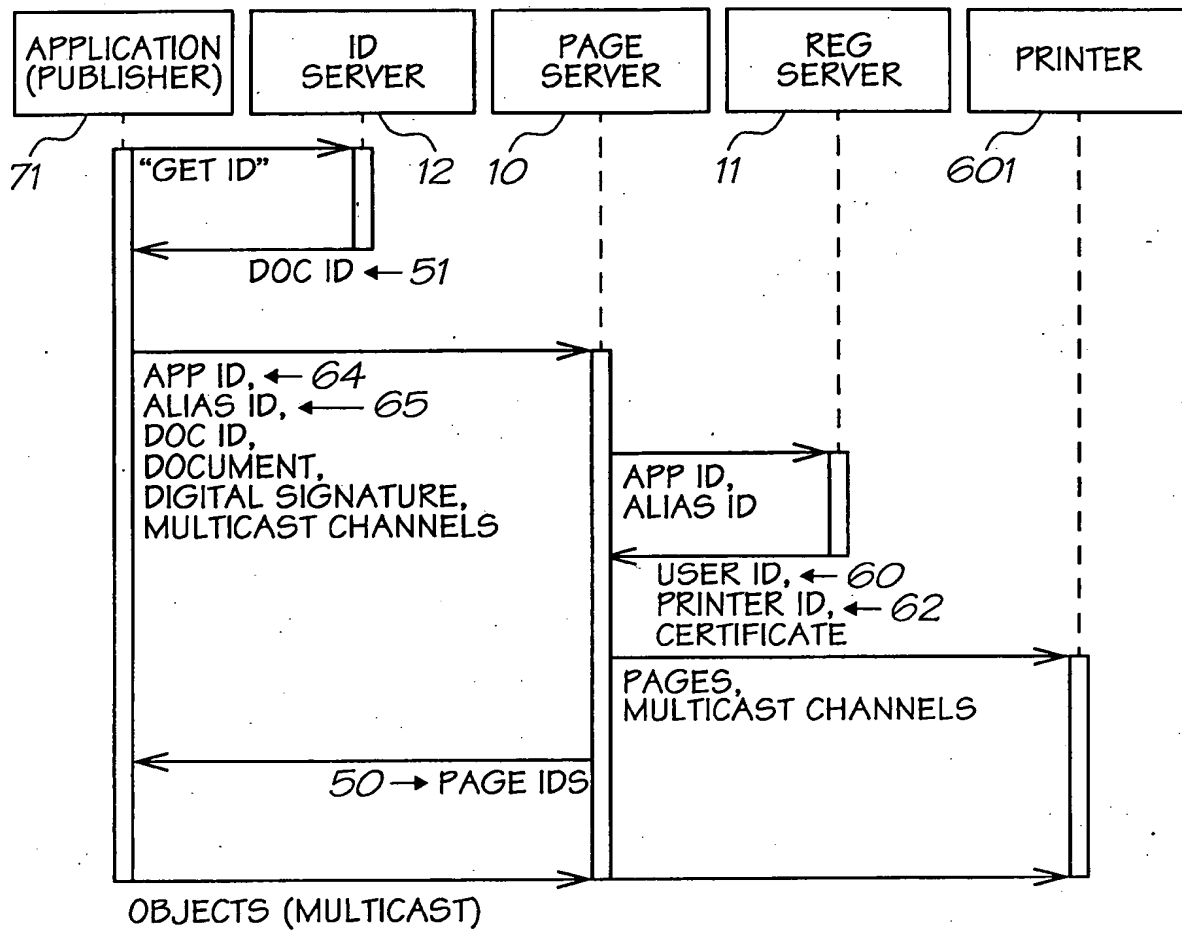 APPLICATION
(PUBLISHER)
ID
SERVER
PAGE
SERVER
REG
SERVER
PRINTER
71
12
10
11
601
"GET ID"
DOC ID ← 51
APP ID, ← 64
ALIAS ID, ← 65
DOC ID,
DOCUMENT,
DIGITAL SIGNATURE,
MULTICAST CHANNELS
APP ID,
ALIAS ID
USER ID, ← 60
PRINTER ID, ← 62
CERTIFICATE
PAGES,
MULTICAST CHANNELS
50 → PAGE IDS
OBJECTS (MULTICAST)